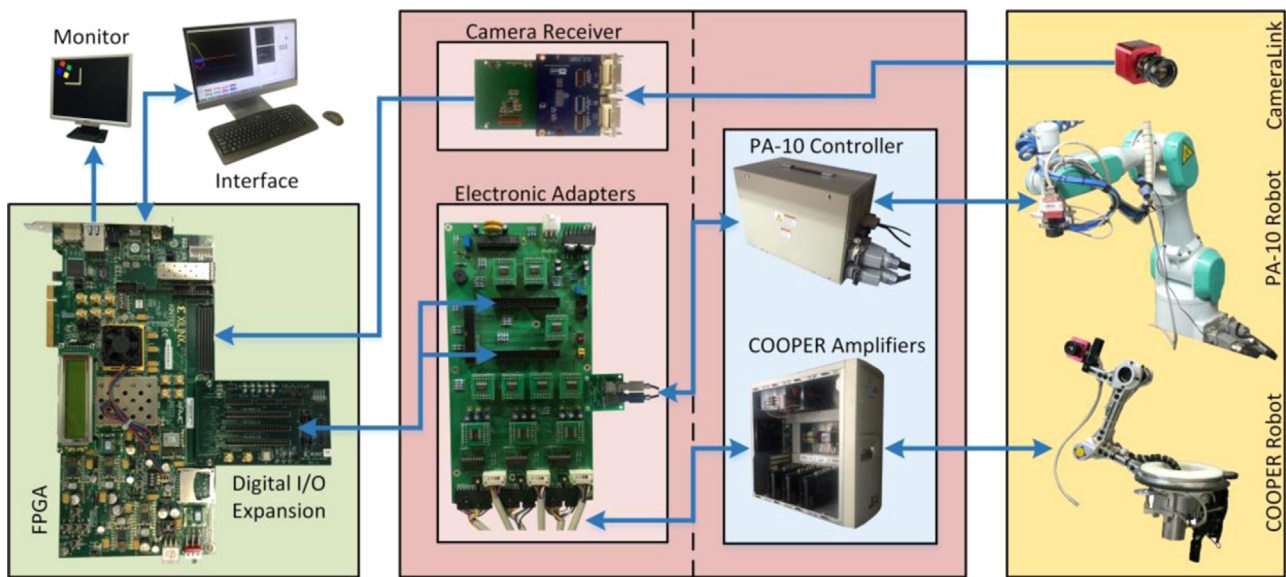 Monitor
Interface
Camera Receiver
Electronic Adapters
PA-10 Controller
COOPER Amplifiers
CameraLink
PA-10 Robot
COOPER Robot
FPGA
XILINX
Digital I/O
Expansion